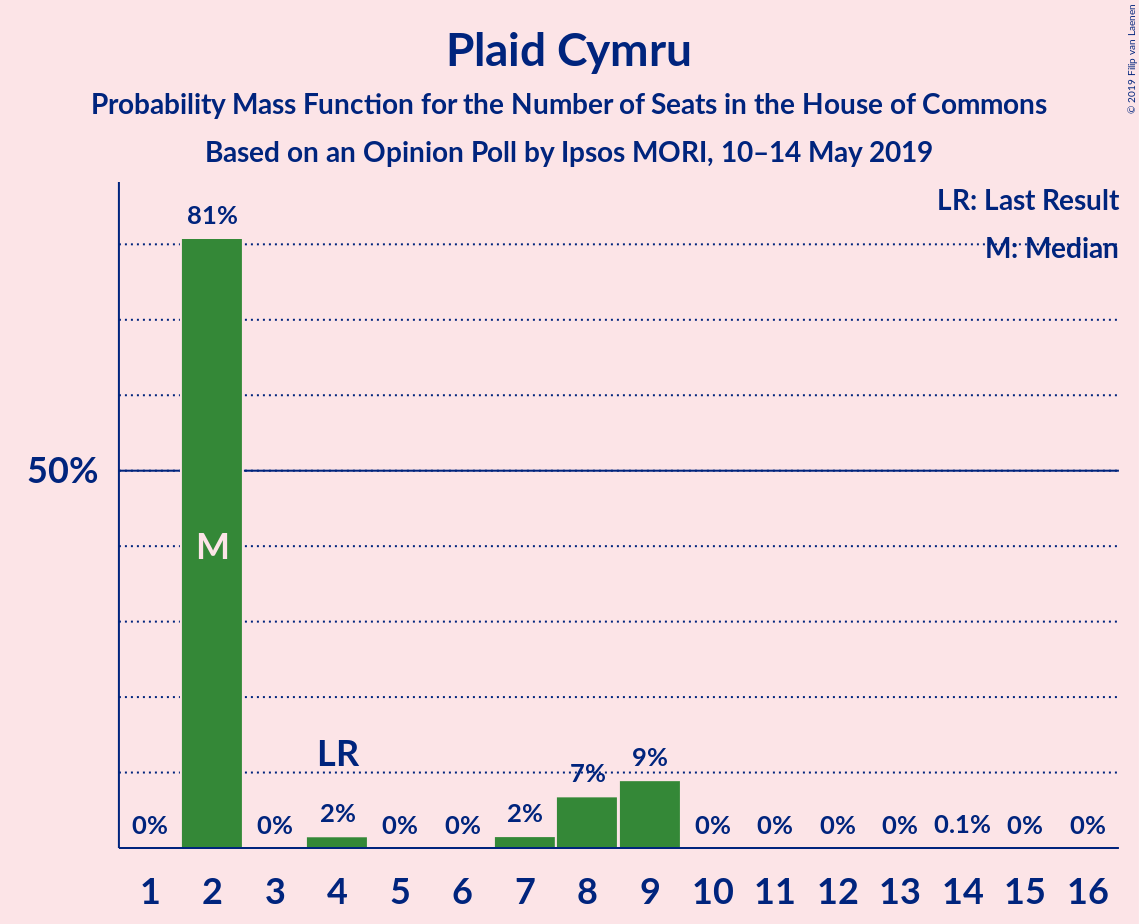 Plaid Cymru
Probability Mass Function for the Number of Seats in the House of Commons
Based on an Opinion Poll by Ipsos MORI, 10–14 May 2019
© 2019 Filip van Laenen
LR: Last Result
M: Median
50%
81%
M
LR
0% 0% 2% 0% 0% 2% 7% 9% 0% 0% 0% 0% 0.1% 0% 0%
1 2 3 4 5 6 7 8 9 10 11 12 13 14 15 16